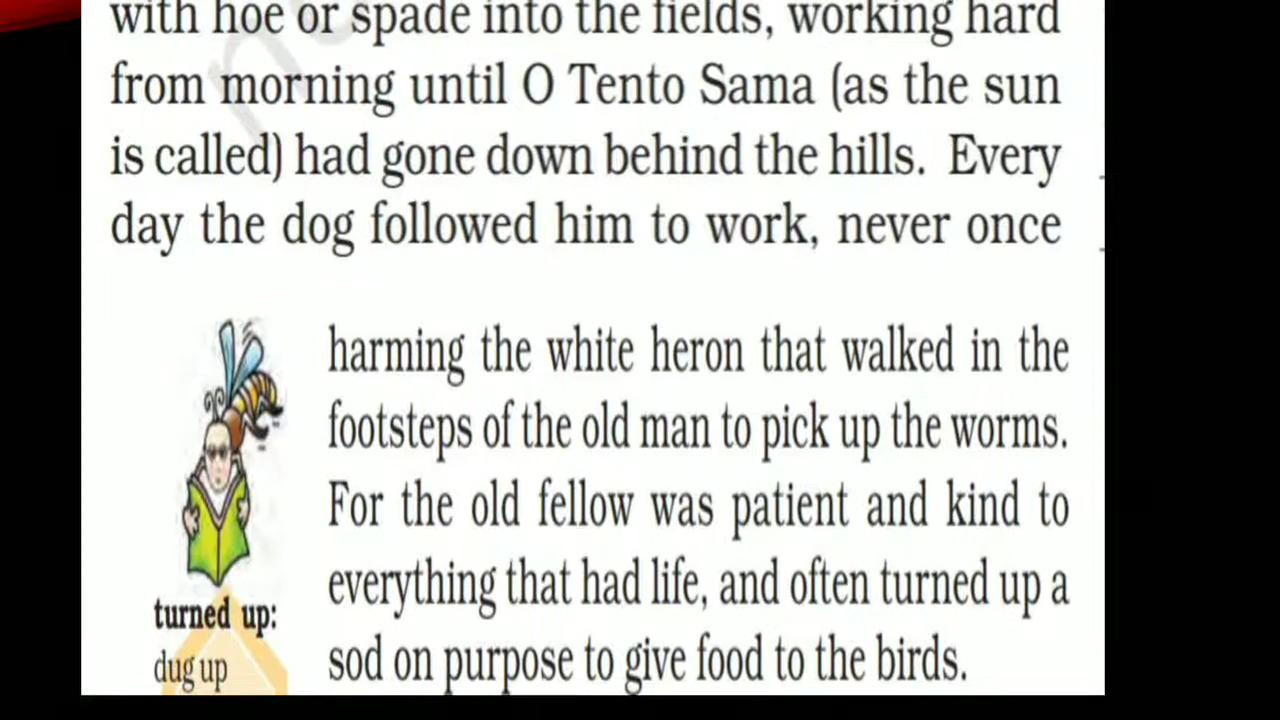 with hoe or spade into the fields, working hard
from morning until O Tento Sama (as the sun
is called) had gone down behind the hills. Every
day the dog followed him to work, never once
harming the white heron that walked in the
footsteps of the old man to pick up the worms.
For the old fellow was patient and kind to
everything that had life, and often turned up a
sod on purpose to give food to the birds.
turned up:
dug up